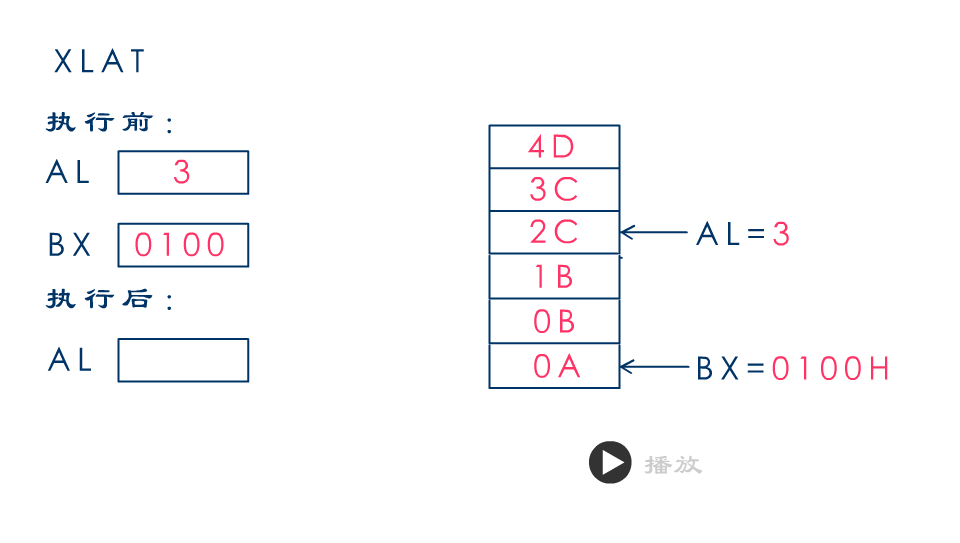 XLAT
执行前:
AL 3
BX 0100
执行后:
AL
4D
3C
2C AL=3
1B
0B
0A BX=0100H
播放